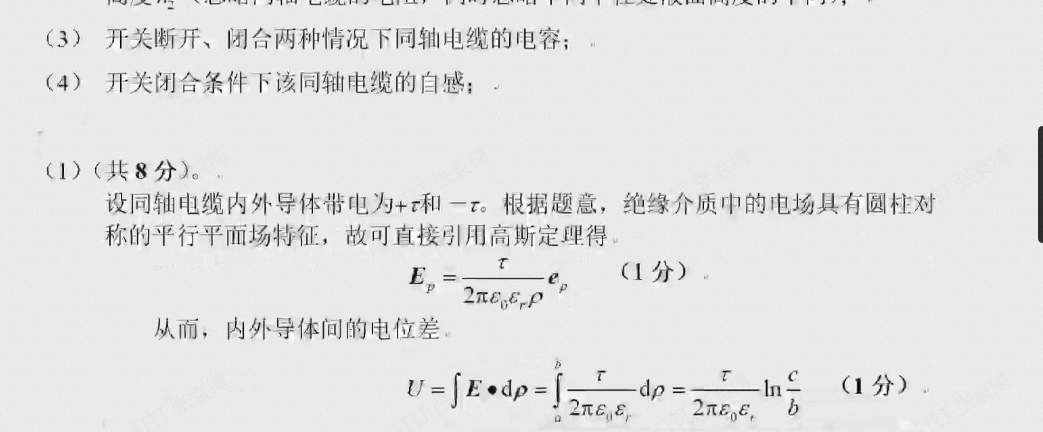 (3) 开关断开、闭合两种情况下同轴电缆的电容;
(4) 开关闭合条件下该同轴电缆的自感;
(1)(共 8 分)。
设同轴电缆内外导体带电为+τ和 −τ。根据题意，绝缘介质中的电场具有圆柱对
称的平行平面场特征，故可直接引用高斯定理得
E_p = τ/(2πε₀ε_rρ) e_ρ (1 分)
从而，内外导体间的电位差
U = ∫E•dρ = ∫_a^b τ/(2πε₀ε_r) dρ = τ/(2πε₀ε_r) ln c/b (1 分)